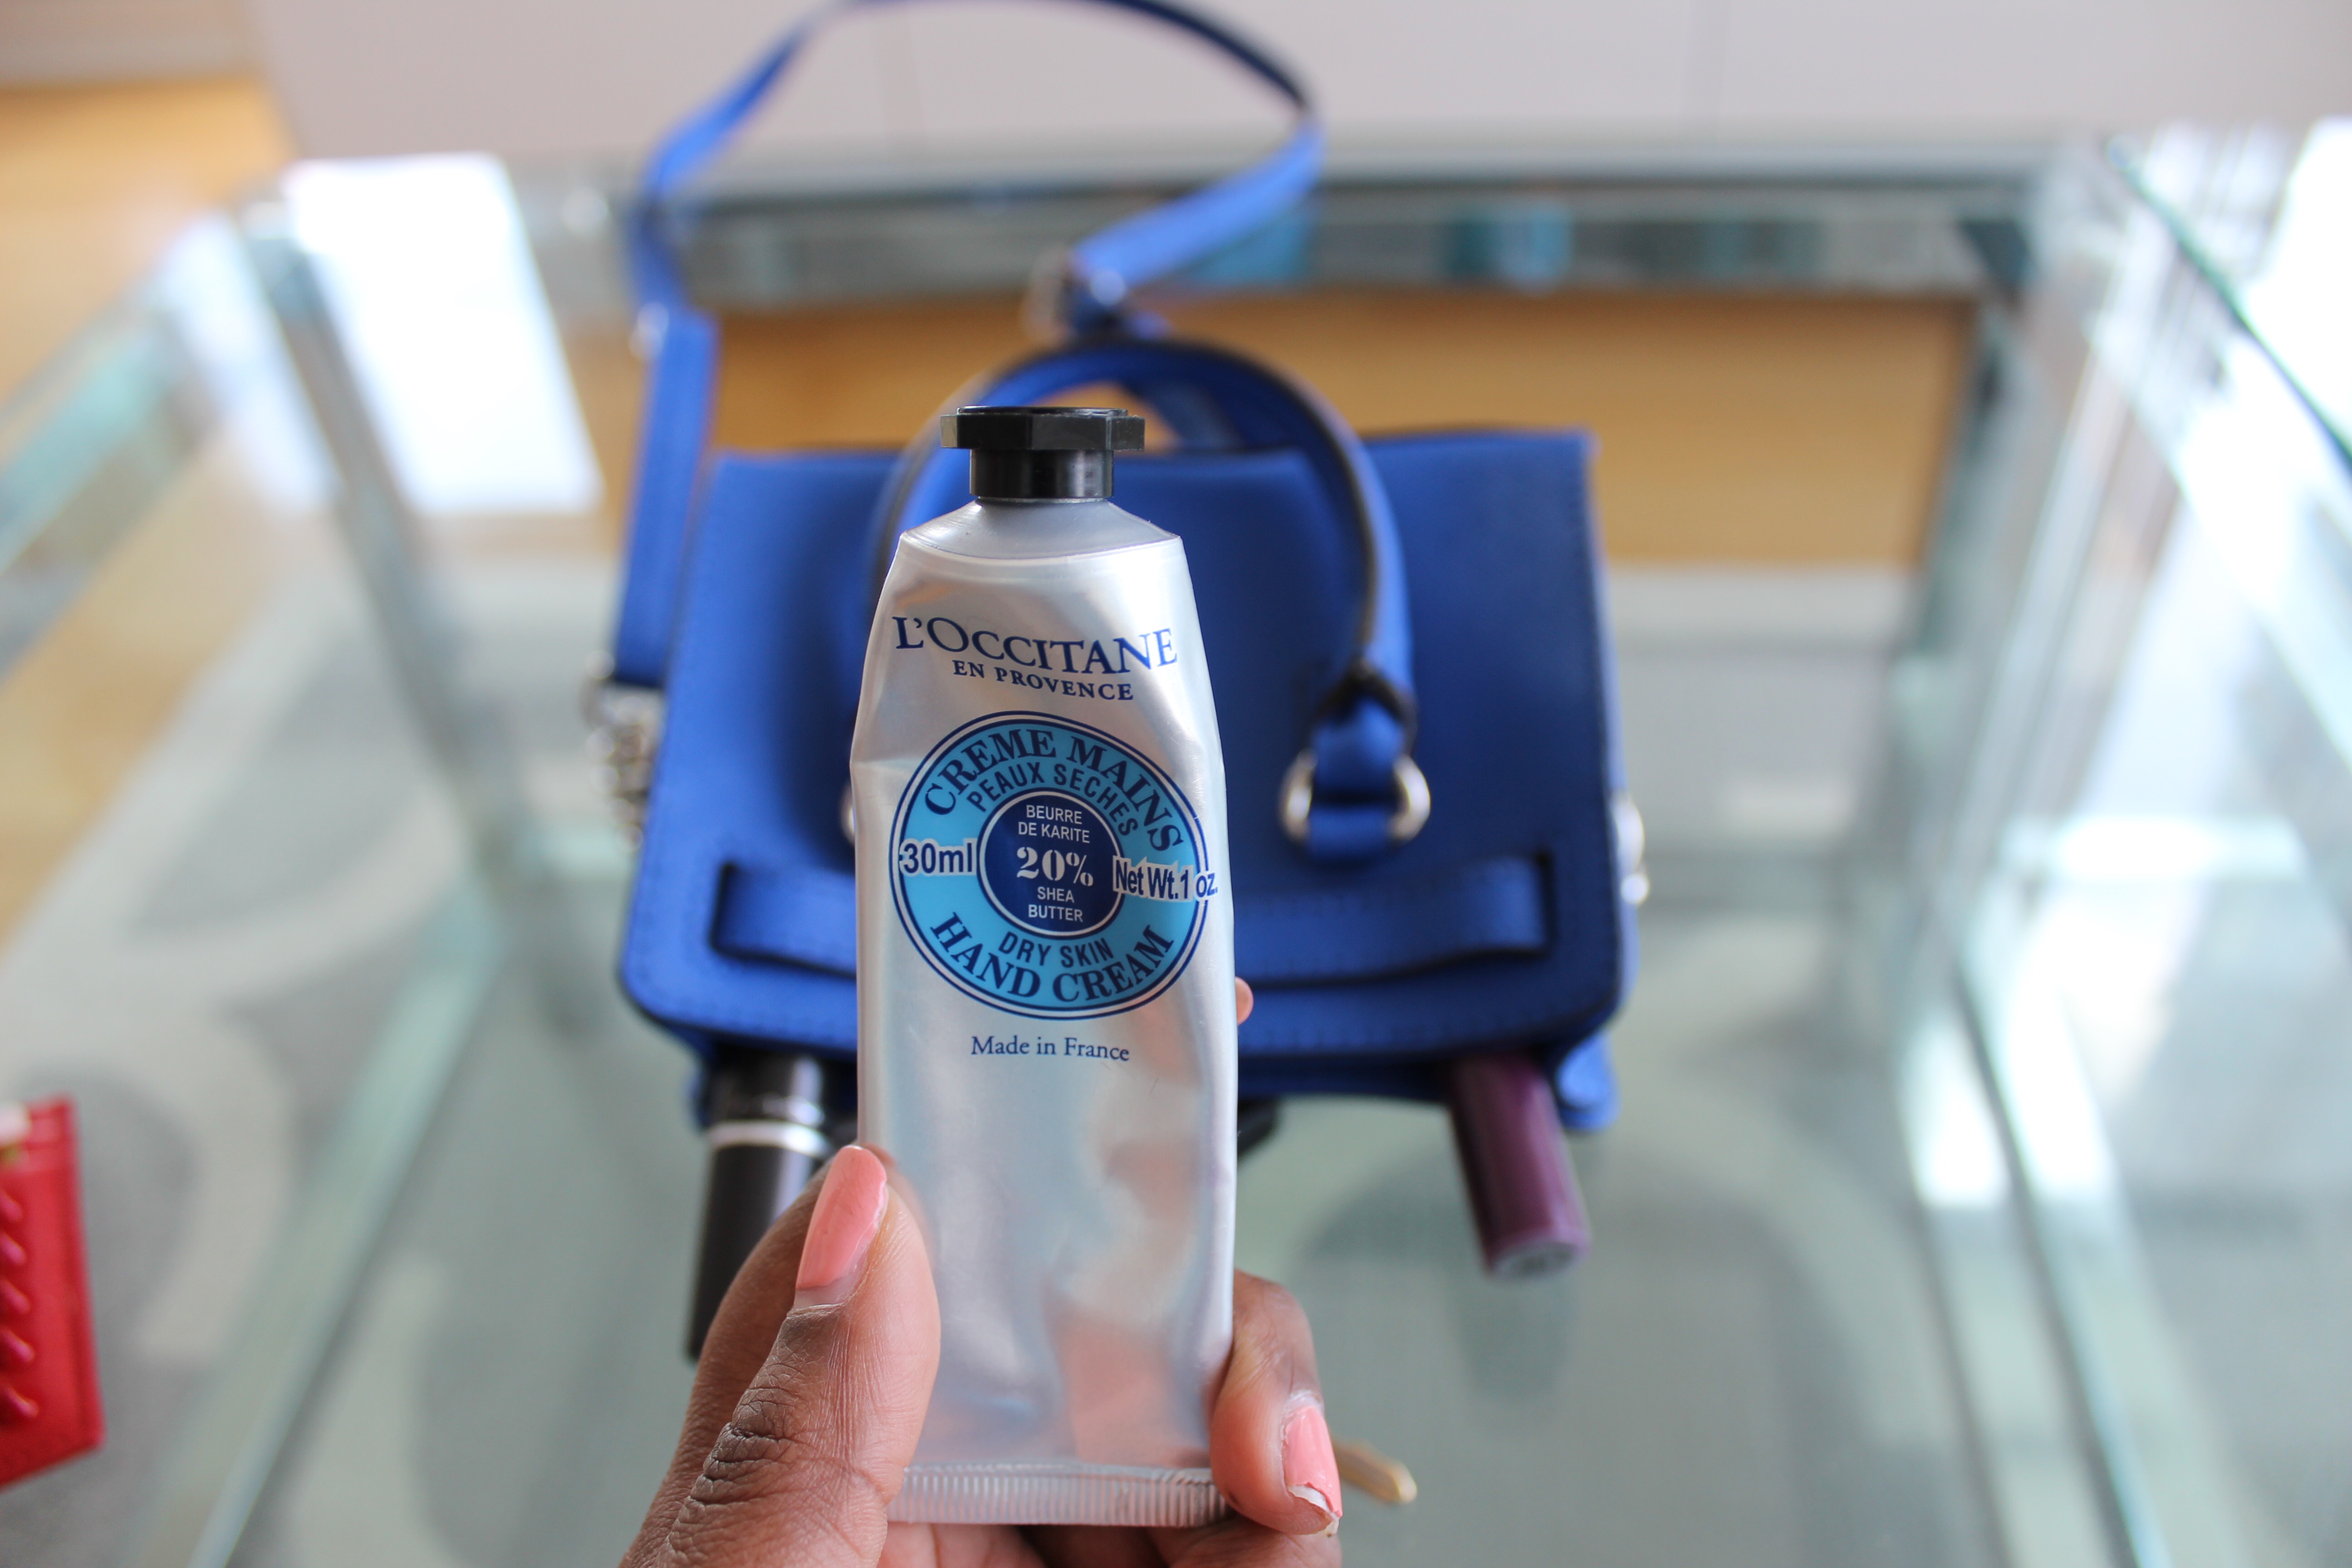 L'OCCITANE
EN PROVENCE
CREME MAINS
PEAUX SECHES
BEURRE
DE KARITE
30ml
20%
Net Wt.1 oz.
SHEA
BUTTER
DRY SKIN
HAND CREAM
Made in France